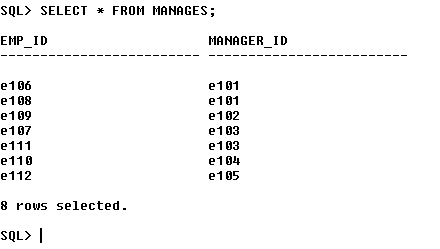 SQL> SELECT * FROM MANAGES;
EMP_ID MANAGER_ID
------------------------- -------------------------
e106 e101
e108 e101
e109 e102
e107 e103
e111 e103
e110 e104
e112 e105
8 rows selected.
SQL>